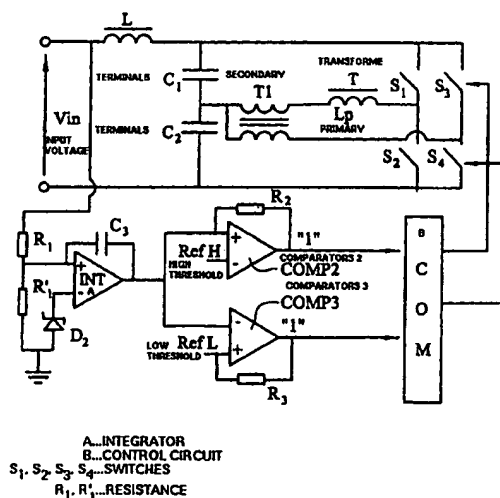 L
TRANSFORME
TERMINALS
C1
SECONDARY
T1
T
S1
S3
Vin
INPUT
VOLTAGE
TERMINALS
C2
Lp
PRIMARY
S2
S4
R1
C3
R2
"1"
Ref H
HIGH
THRESHOLD
COMPARATORS 2
COMP2
+
-
INT
A
+
-
R'1
D2
COMPARATORS 3
COMP3
"1"
-
+
LOW
THRESHOLD
Ref L
R3
B
C
O
M
A...INTEGRATOR
B...CONTROL CIRCUIT
S1, S2, S3, S4...SWITCHES
R1, R'1...RESISTANCE